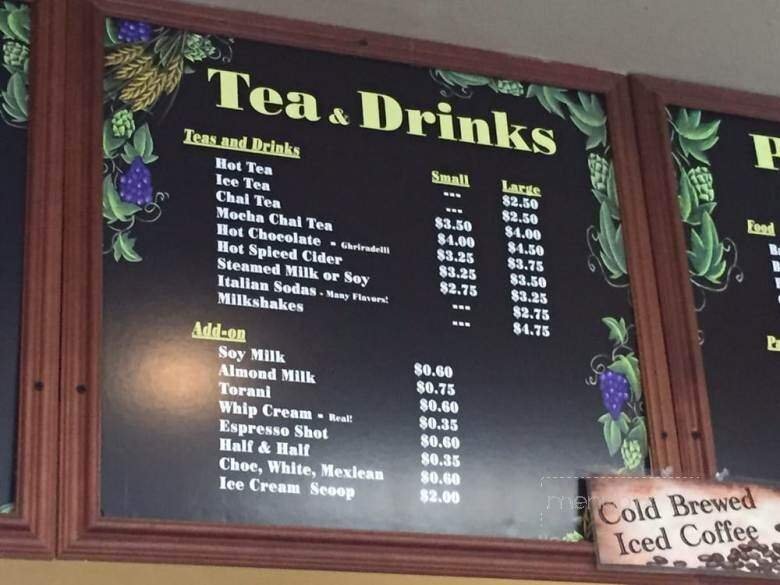 Tea & Drinks
Teas and Drinks Small Large
Hot Tea --- $2.50
Ice Tea --- $2.50
Chai Tea $3.50 $4.00
Mocha Chai Tea $4.00 $4.50
Hot Chocolate - Ghriradelli $3.25 $3.75
Hot Spiced Cider $3.25 $3.50
Steamed Milk or Soy $2.75 $3.25
Italian Sodas - Many Flavors! --- $2.75
Milkshakes --- $4.75
Add-on
Soy Milk $0.60
Almond Milk $0.75
Torani $0.60
Whip Cream - Real! $0.35
Espresso Shot $0.60
Half & Half $0.35
Choc, White, Mexican $0.60
Ice Cream Scoop $2.00
Food
Cold Brewed
Iced Coffee